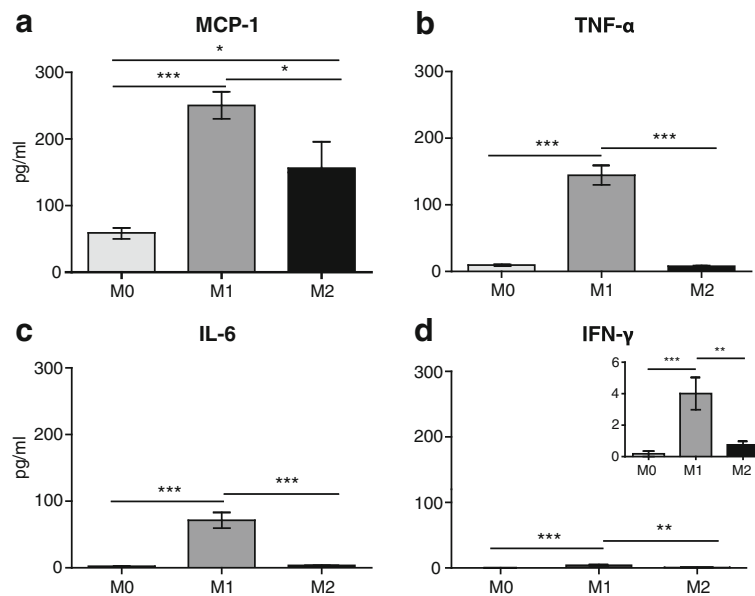 a MCP-1
*
*** *
300
200
100
0
pg/ml
M0 M1 M2
b TNF-α
300
200
100
0
*** ***
M0 M1 M2
c IL-6
300
200
100
0
pg/ml
*** ***
M0 M1 M2
d IFN-γ
300
200
100
0
*** **
M0 M1 M2
6
4
2
0
*** **
M0 M1 M2